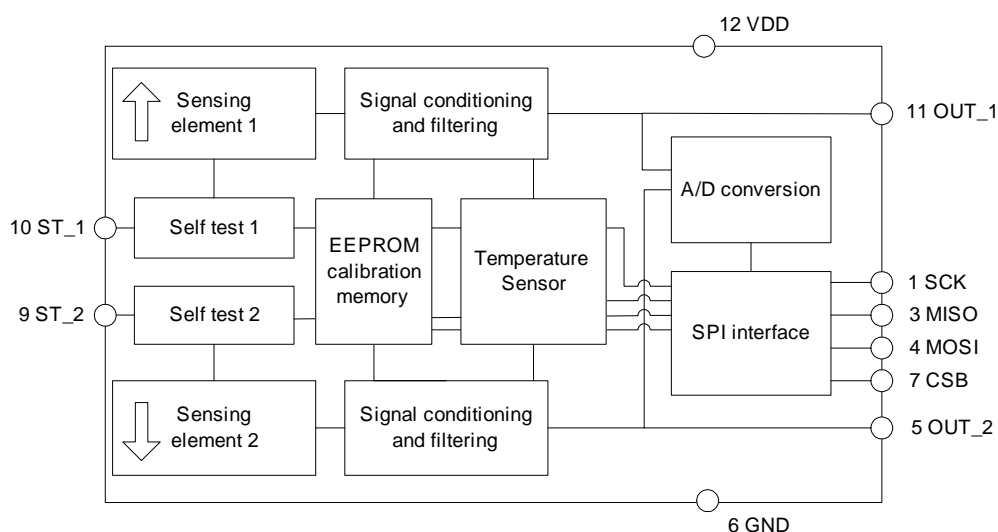 12 VDD
Sensing
element 1
Signal conditioning
and filtering
11 OUT_1
A/D conversion
10 ST_1
Self test 1
EEPROM
calibration
memory
Temperature
Sensor
1 SCK
9 ST_2
Self test 2
SPI interface
3 MISO
4 MOSI
7 CSB
Sensing
element 2
Signal conditioning
and filtering
5 OUT_2
6 GND